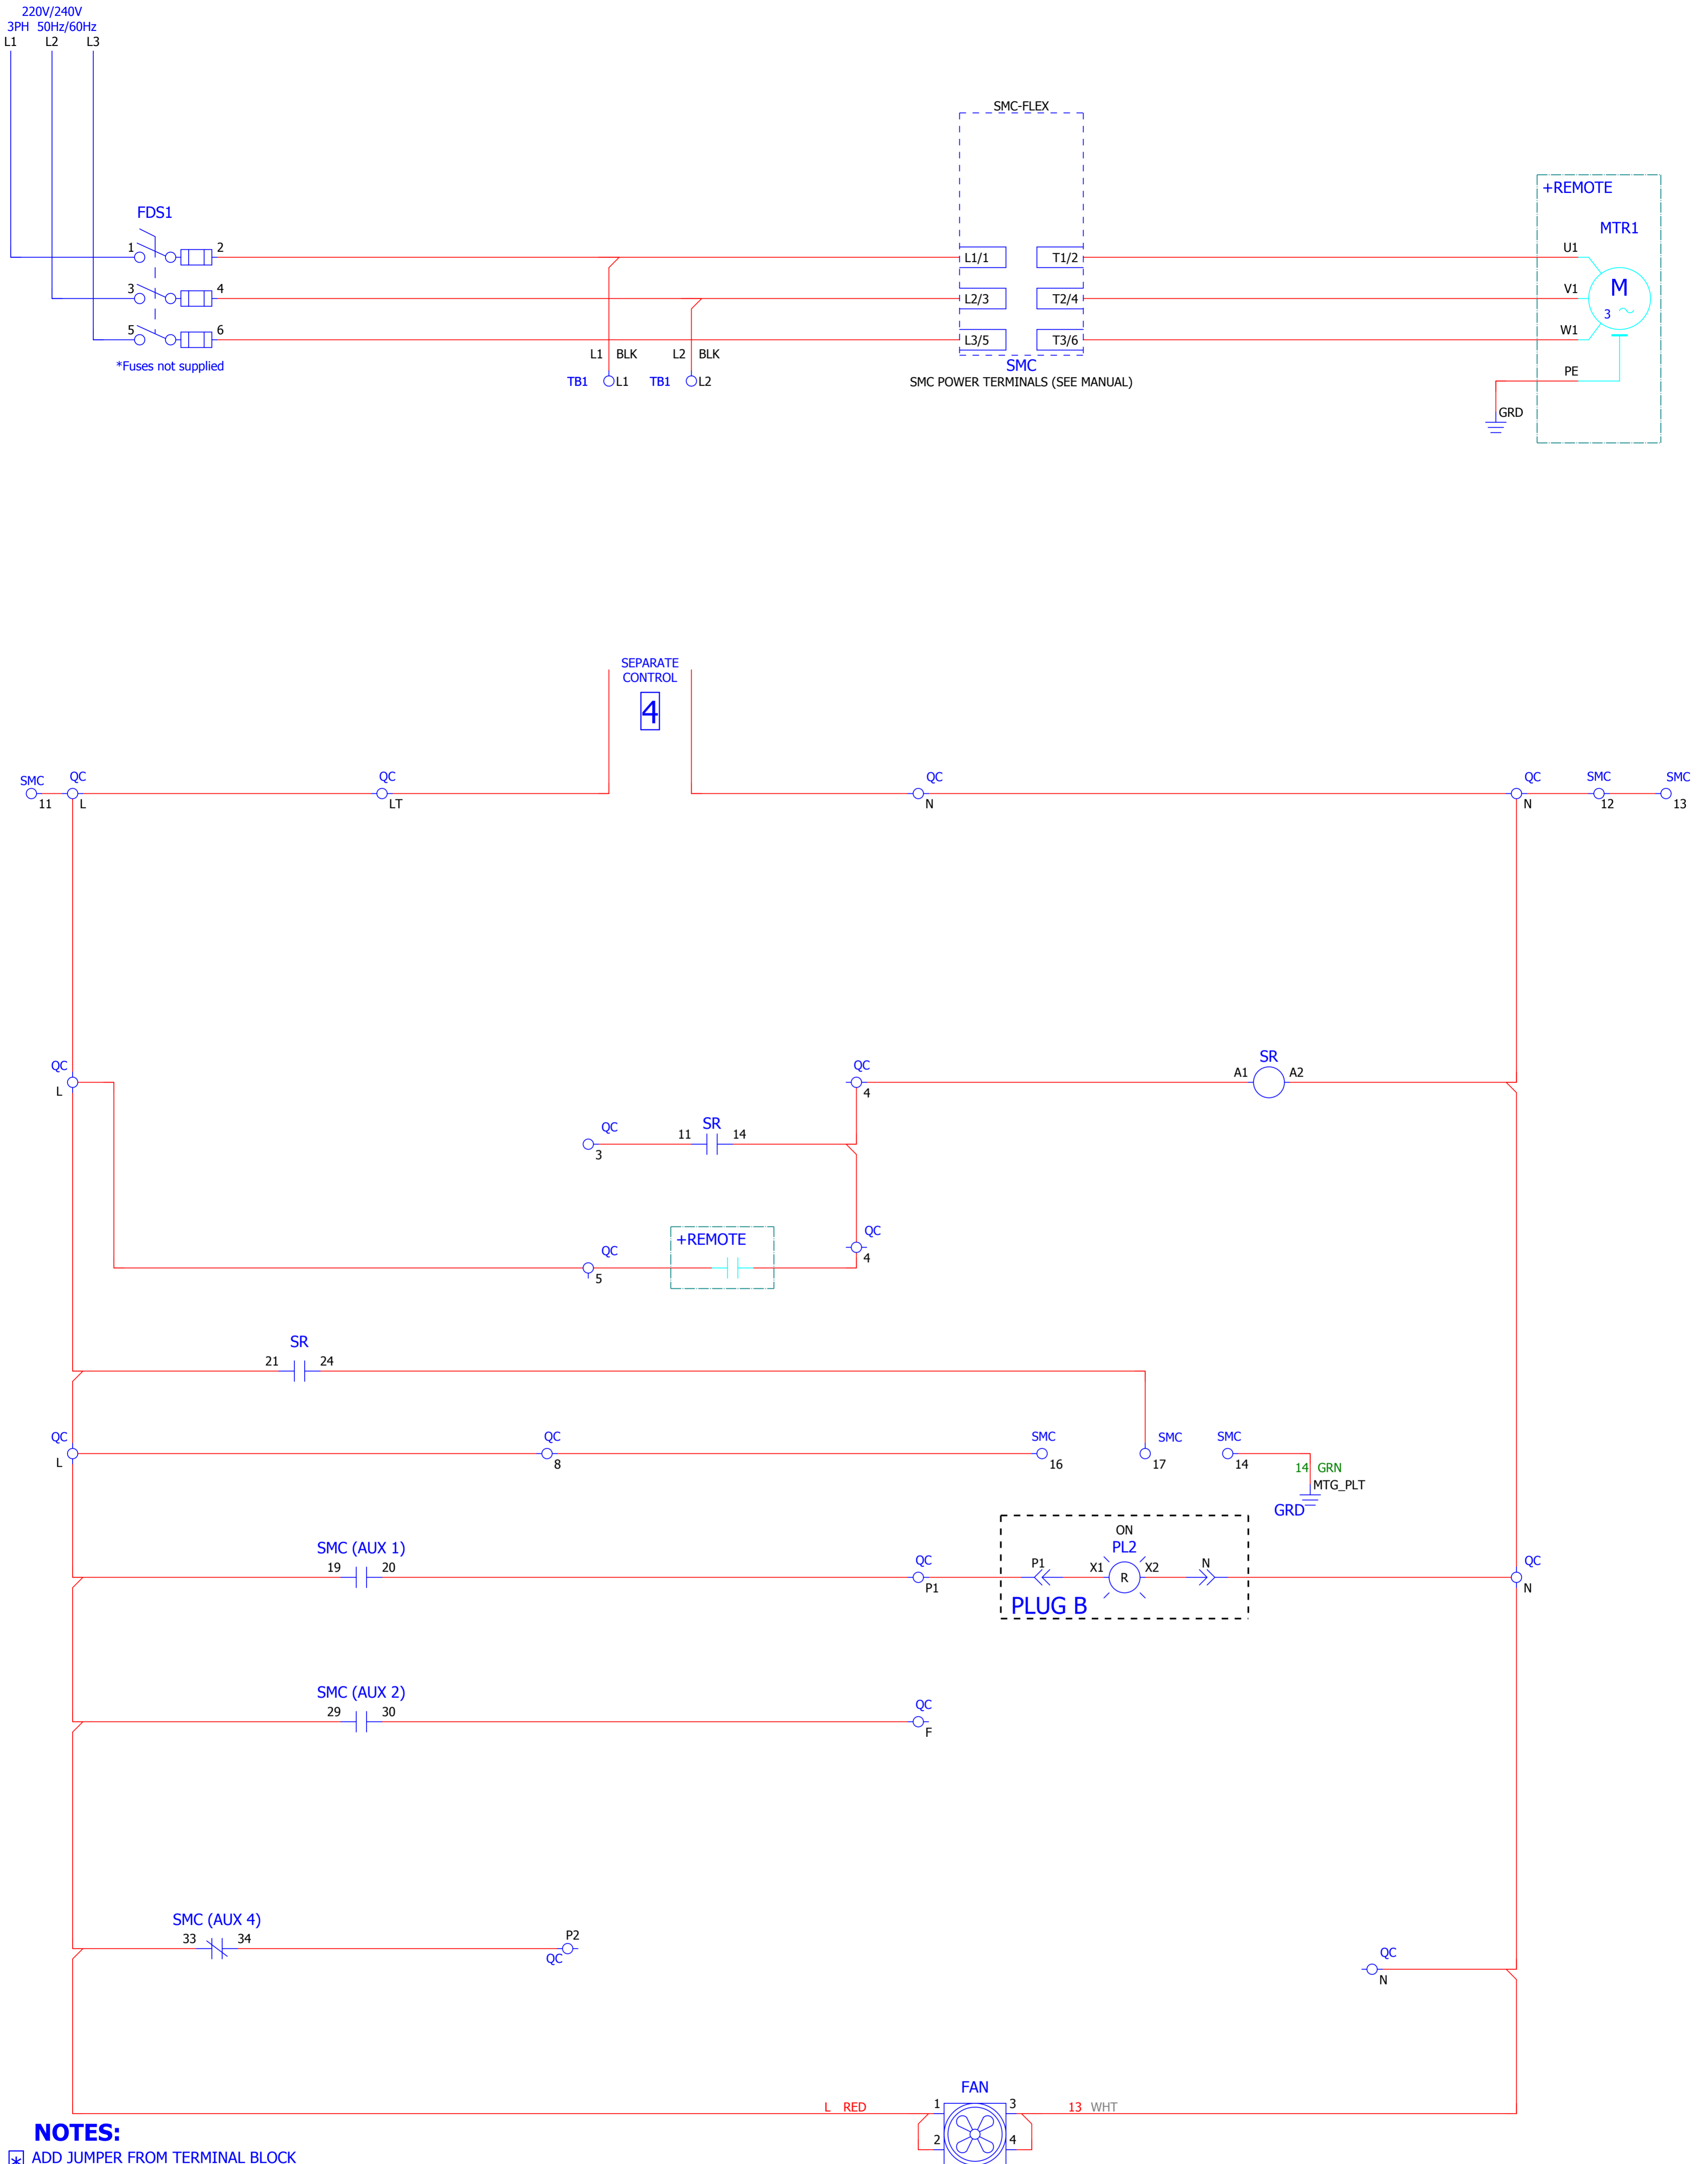 220V/240V
3PH 50Hz/60Hz
L1 L2 L3
SMC-FLEX
+REMOTE
FDS1
MTR1
1 2 L1/1 T1/2 U1
3 4 L2/3 T2/4 V1 M
3
5 6 L3/5 T3/6 W1
*Fuses not supplied
L1 BLK L2 BLK
SMC
PE
TB1 L1 TB1 L2
SMC POWER TERMINALS (SEE MANUAL)
GRD
SEPARATE
CONTROL
4
SMC QC QC QC QC SMC SMC
11 L LT N N 12 13
QC QC SR
L 4 A1 A2
QC SR
3 11 14
QC +REMOTE QC
5 4
SR
21 24
QC QC SMC SMC SMC
L 8 16 17 14
14 GRN
MTG_PLT
GRD
ON
SMC (AUX 1) PL2
19 20 QC P1 X1 R X2 N QC
P1 N
PLUG B
SMC (AUX 2)
29 30 QC
F
SMC (AUX 4)
33 34 P2
QC
QC
N
FAN
L RED 1 3 13 WHT
2 4
NOTES:
* ADD JUMPER FROM TERMINAL BLOCK